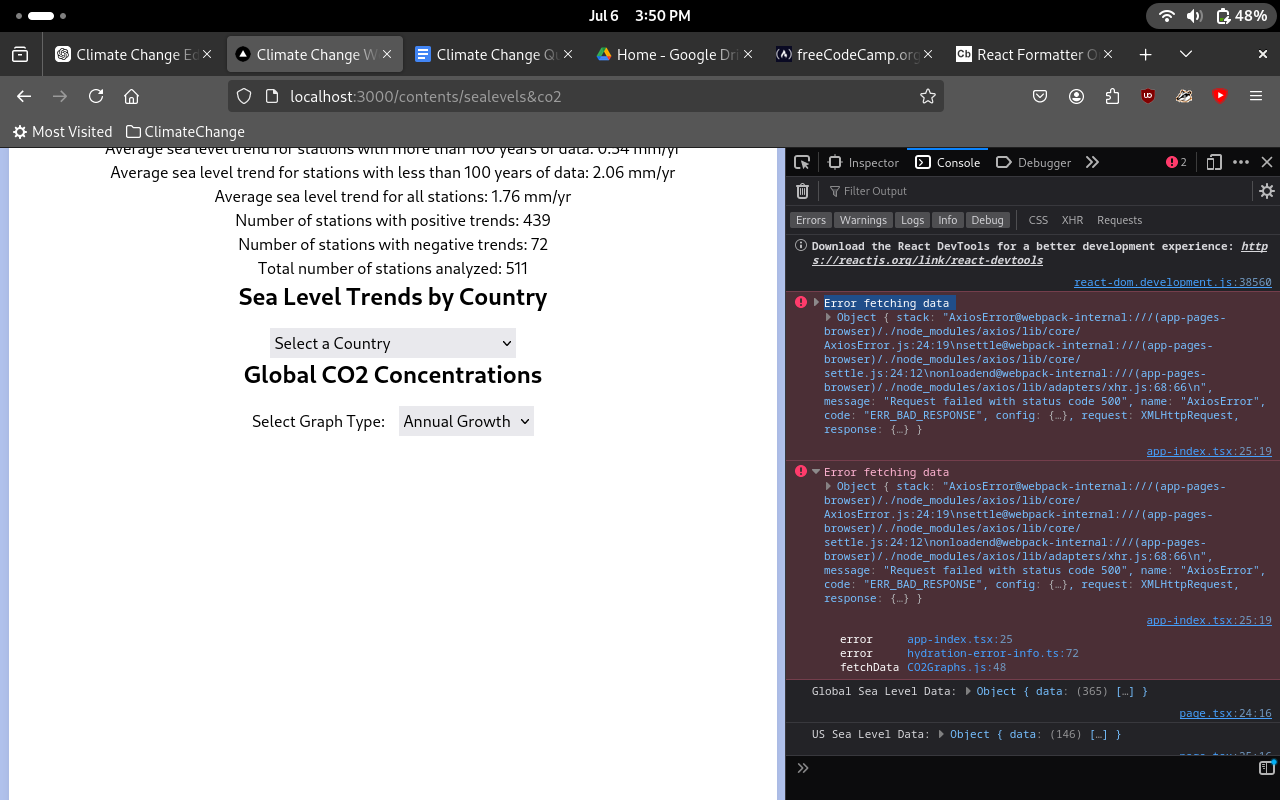 Jul 6 3:50 PM
48%
Climate Change Ed
Climate Change W
Climate Change Qu
Home - Google Dri
freeCodeCamp.org
React Formatter O
localhost:3000/contents/sealevels&co2
Most Visited
ClimateChange
Average sea level trend for stations with more than 100 years of data: 0.54 mm/yr
Average sea level trend for stations with less than 100 years of data: 2.06 mm/yr
Average sea level trend for all stations: 1.76 mm/yr
Number of stations with positive trends: 439
Number of stations with negative trends: 72
Total number of stations analyzed: 511
Sea Level Trends by Country
Select a Country
Global CO2 Concentrations
Select Graph Type: Annual Growth
Inspector Console Debugger 2
Filter Output
Errors Warnings Logs Info Debug CSS XHR Requests
Download the React DevTools for a better development experience: http
s://reactjs.org/link/react-devtools
react-dom.development.js:38560
Error fetching data
Object { stack: "AxiosError@webpack-internal:///(app-pages-
browser)/./node_modules/axios/lib/core/
AxiosError.js:24:19\nsettle@webpack-internal:///(app-pages-
browser)/./node_modules/axios/lib/core/
settle.js:24:12\nonloadend@webpack-internal:///(app-pages-
browser)/./node_modules/axios/lib/adapters/xhr.js:68:66\n",
message: "Request failed with status code 500", name: "AxiosError",
code: "ERR_BAD_RESPONSE", config: {…}, request: XMLHttpRequest,
response: {…} }
app-index.tsx:25:19
Error fetching data
Object { stack: "AxiosError@webpack-internal:///(app-pages-
browser)/./node_modules/axios/lib/core/
AxiosError.js:24:19\nsettle@webpack-internal:///(app-pages-
browser)/./node_modules/axios/lib/core/
settle.js:24:12\nonloadend@webpack-internal:///(app-pages-
browser)/./node_modules/axios/lib/adapters/xhr.js:68:66\n",
message: "Request failed with status code 500", name: "AxiosError",
code: "ERR_BAD_RESPONSE", config: {…}, request: XMLHttpRequest,
response: {…} }
app-index.tsx:25:19
error app-index.tsx:25
error hydration-error-info.ts:72
fetchData CO2Graphs.js:48
Global Sea Level Data: Object { data: (365) […] }
page.tsx:24:16
US Sea Level Data: Object { data: (146) […] }